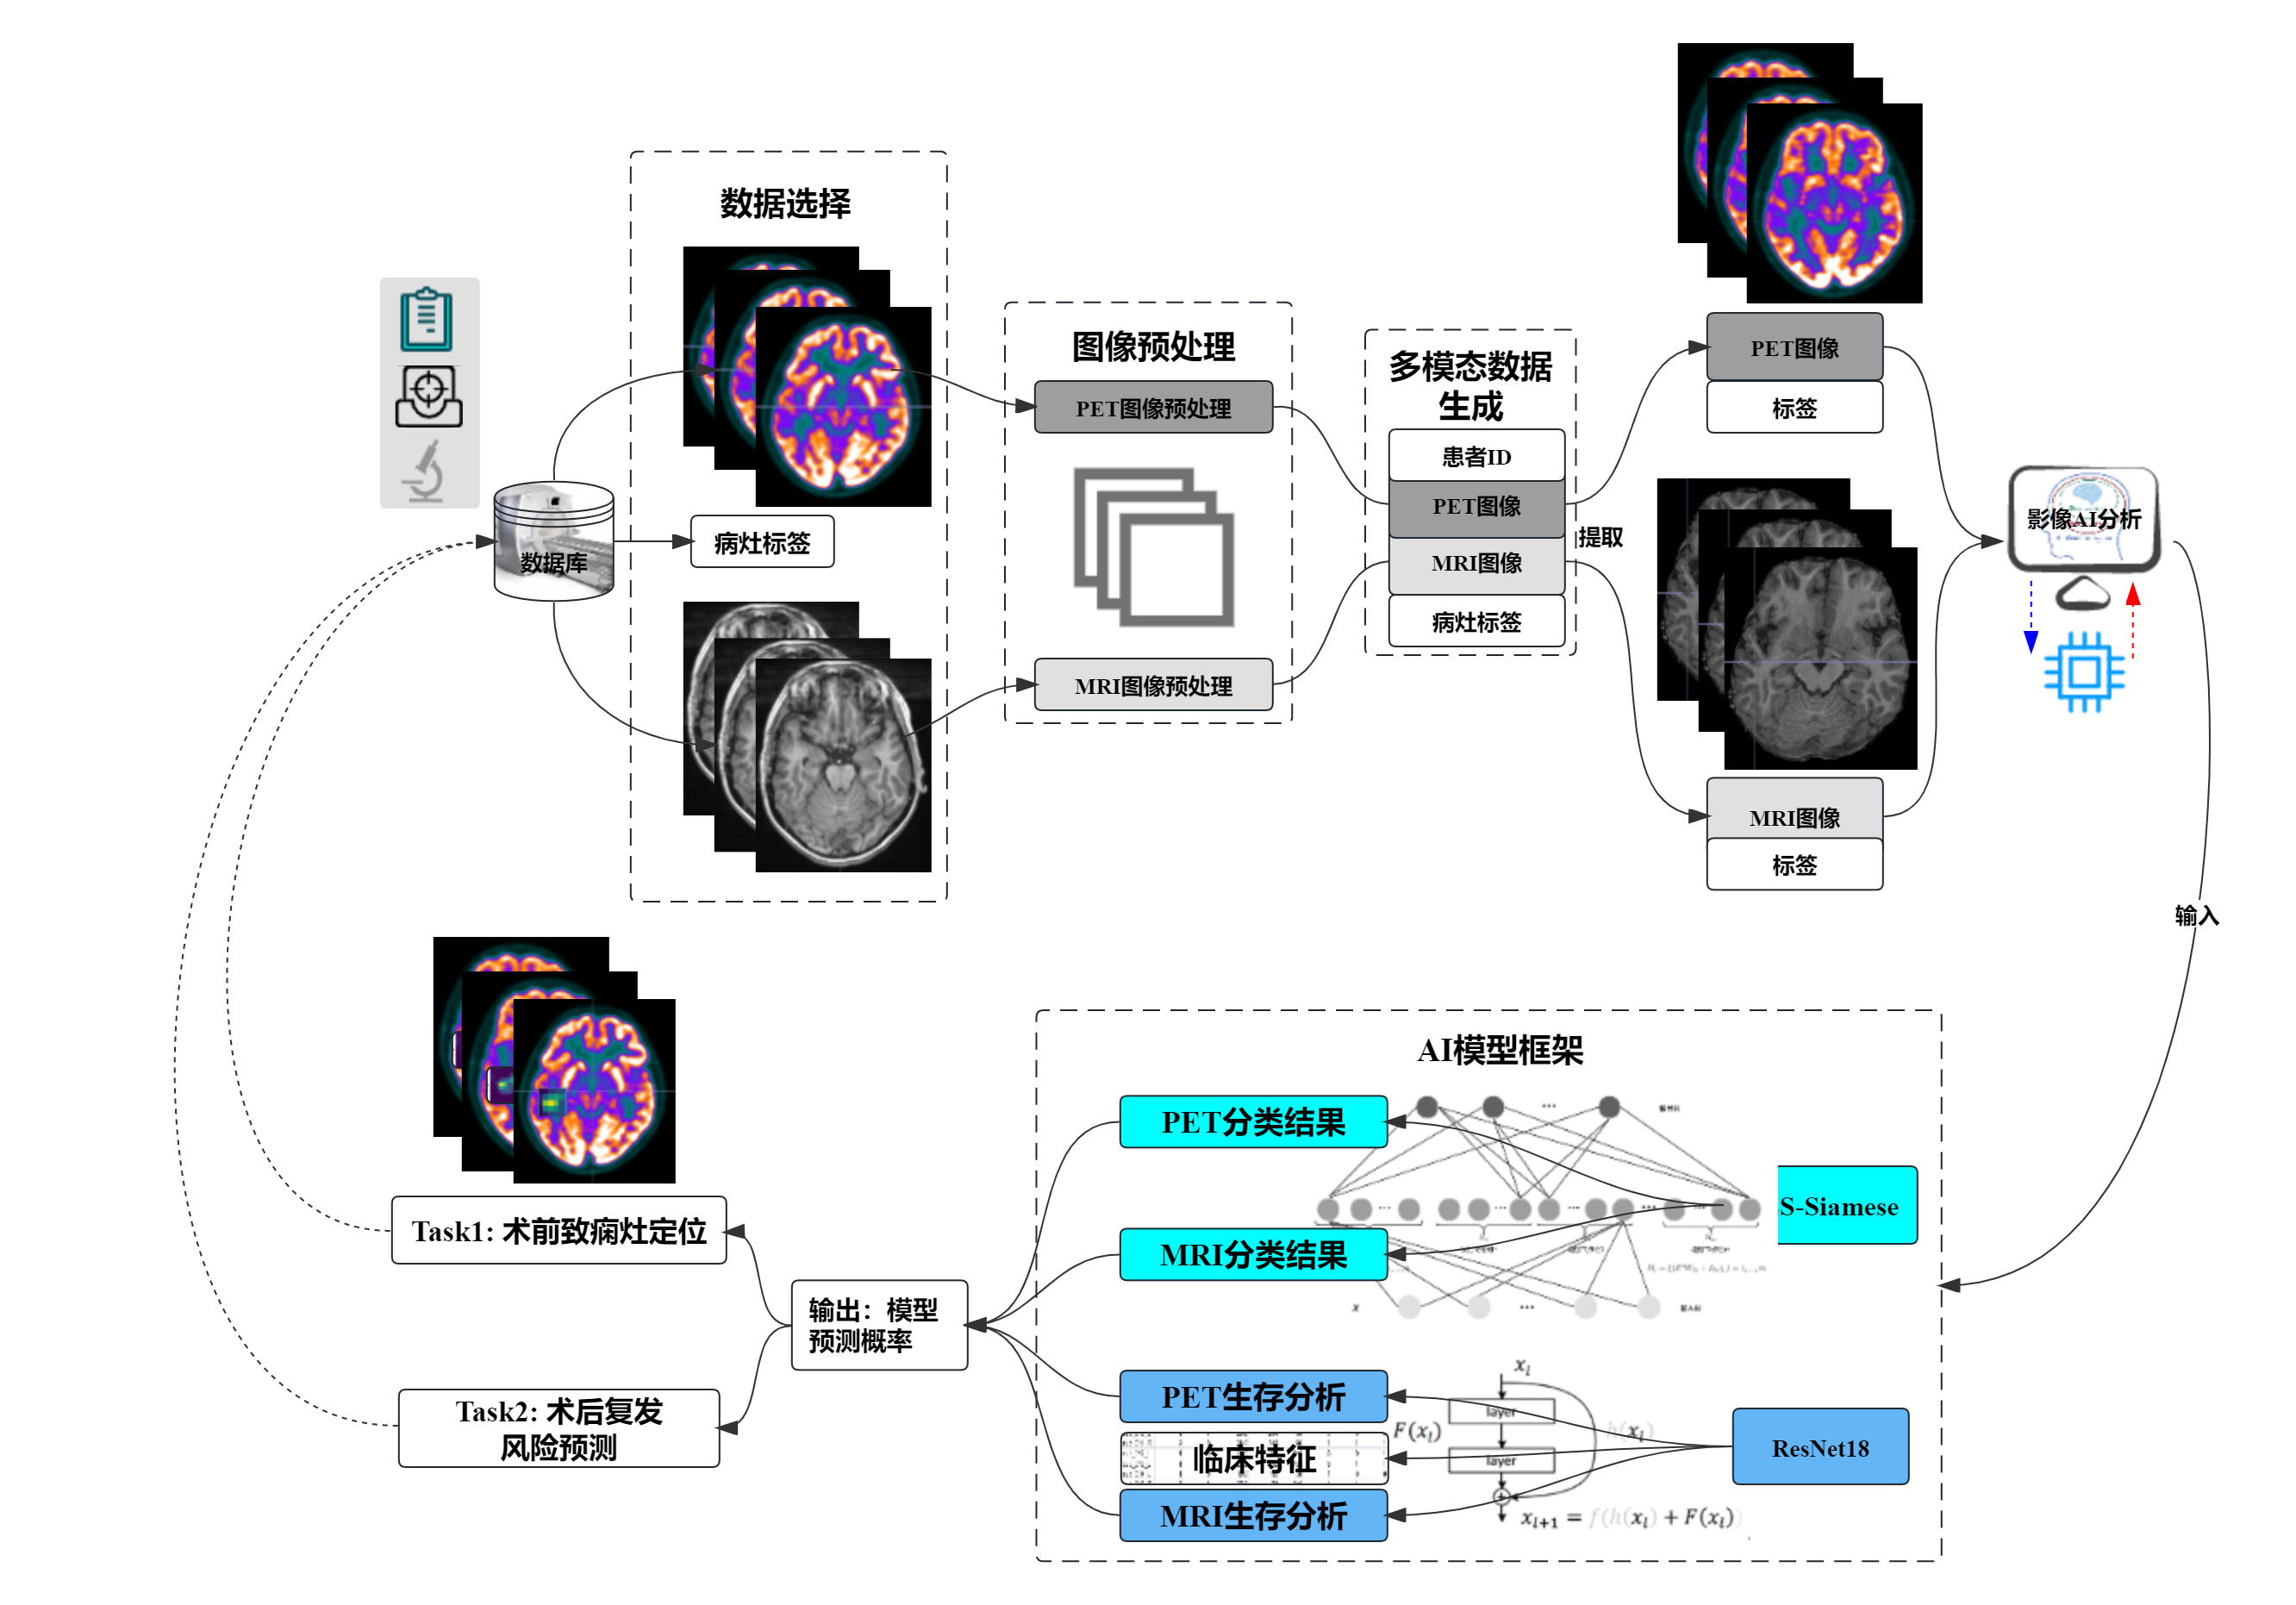 数据选择
数据库
病灶标签
图像预处理
PET图像预处理
MRI图像预处理
多模态数据
生成
患者ID
PET图像
MRI图像
病灶标签
提取
PET图像
标签
MRI图像
标签
影像AI分析
输入
AI模型框架
PET分类结果
MRI分类结果
S-Siamese
x
PET生存分析
临床特征
MRI生存分析
ResNet18
x_l
layer
F(x_l)
h(x_l)
layer
x_{l+1} = f(h(x_l) + F(x_l))
输出：模型
预测概率
Task1: 术前致痫灶定位
Task2: 术后复发
风险预测